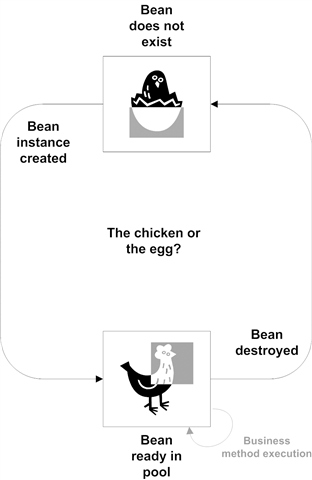 Bean
does not
exist
Bean
instance
created
The chicken or
the egg?
Bean
destroyed
Bean
ready in
pool
Business
method execution